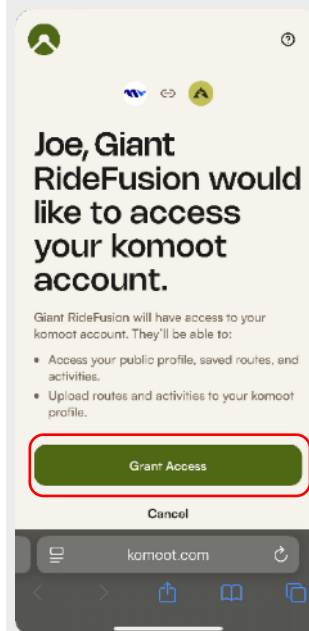 Joe, Giant
RideFusion would
like to access
your komoot
account.
Giant RideFusion will have access to your
komoot account. They'll be able to:
• Access your public profile, saved routes, and
activities.
• Upload routes and activities to your komoot
profile.
Grant Access
Cancel
komoot.com